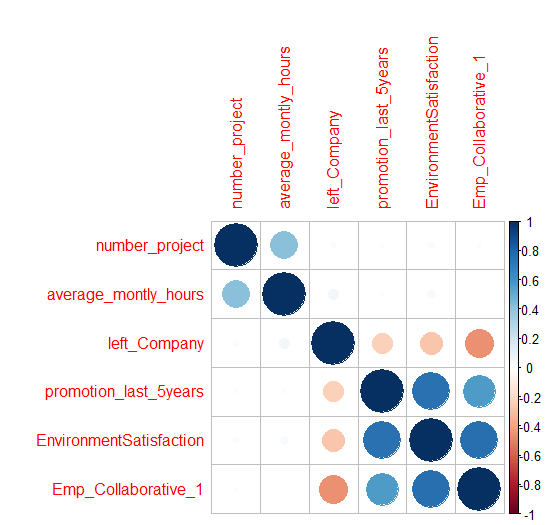 number_project
average_montly_hours
left_Company
promotion_last_5years
EnvironmentSatisfaction
Emp_Collaborative_1
number_project
average_montly_hours
left_Company
promotion_last_5years
EnvironmentSatisfaction
Emp_Collaborative_1
1
0.8
0.6
0.4
0.2
0
-0.2
-0.4
-0.6
-0.8
-1